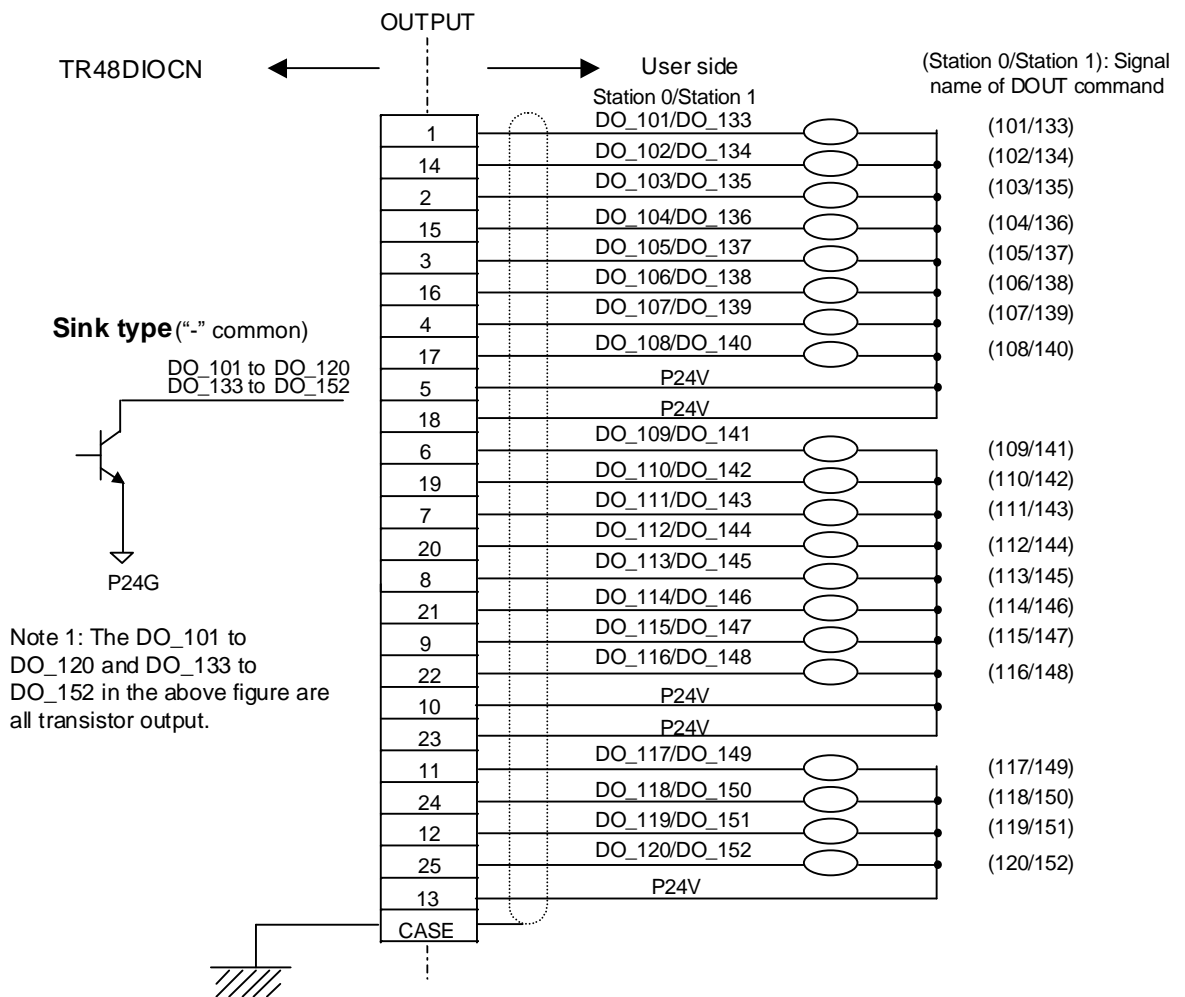 OUTPUT
TR48DIOCN
User side
(Station 0/Station 1): Signal
name of DOUT command
Station 0/Station 1
1 DO_101/DO_133 (101/133)
14 DO_102/DO_134 (102/134)
2 DO_103/DO_135 (103/135)
15 DO_104/DO_136 (104/136)
3 DO_105/DO_137 (105/137)
16 DO_106/DO_138 (106/138)
4 DO_107/DO_139 (107/139)
17 DO_108/DO_140 (108/140)
5 P24V
18 P24V
6 DO_109/DO_141 (109/141)
19 DO_110/DO_142 (110/142)
7 DO_111/DO_143 (111/143)
20 DO_112/DO_144 (112/144)
8 DO_113/DO_145 (113/145)
21 DO_114/DO_146 (114/146)
9 DO_115/DO_147 (115/147)
22 DO_116/DO_148 (116/148)
10 P24V
23 P24V
11 DO_117/DO_149 (117/149)
24 DO_118/DO_150 (118/150)
12 DO_119/DO_151 (119/151)
25 DO_120/DO_152 (120/152)
13 P24V
CASE
Sink type (“-” common)
DO_101 to DO_120
DO_133 to DO_152
P24G
Note 1: The DO_101 to
DO_120 and DO_133 to
DO_152 in the above figure are
all transistor output.